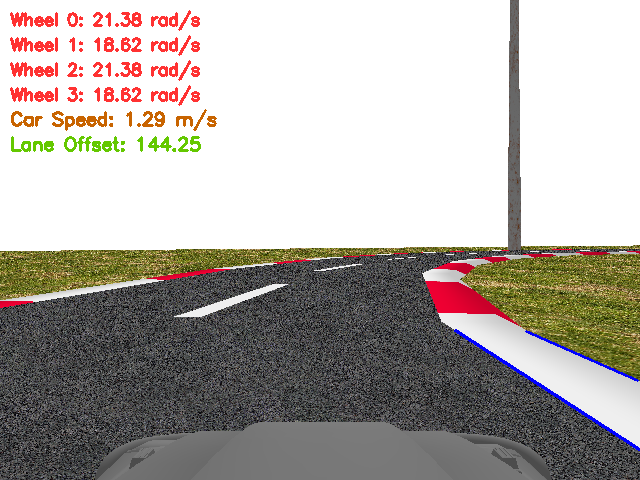 Wheel 0: 21.38 rad/s
Wheel 1: 18.62 rad/s
Wheel 2: 21.38 rad/s
Wheel 3: 18.62 rad/s
Car Speed: 1.29 m/s
Lane Offset: 144.25